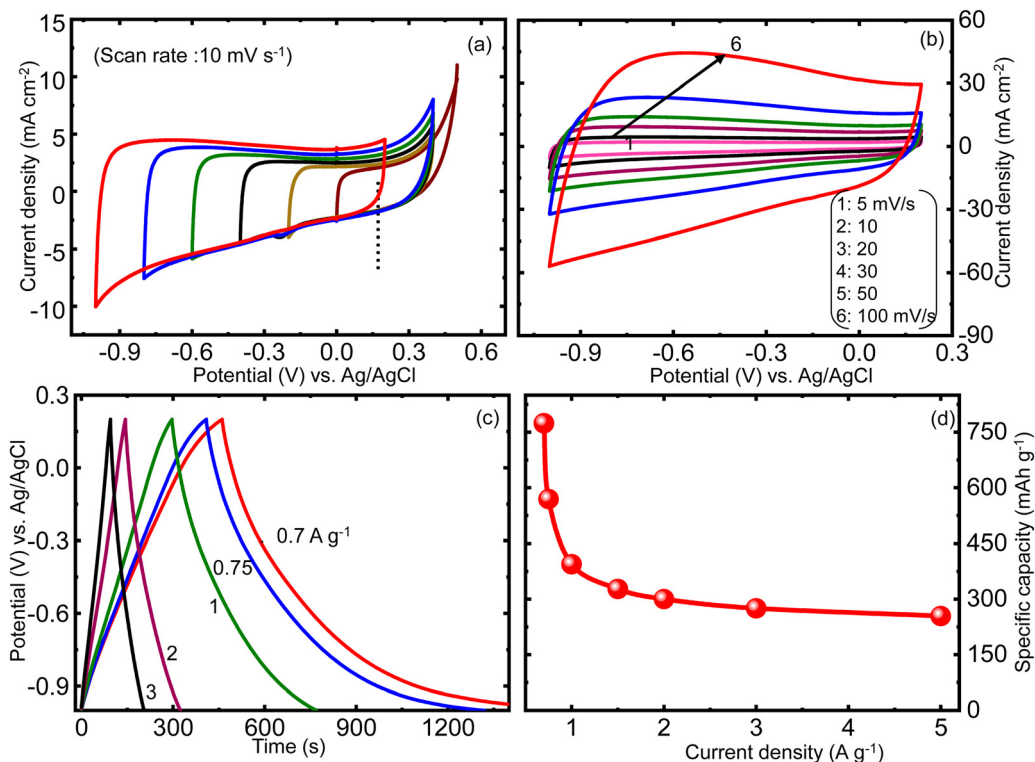 (a)
(Scan rate :10 mV s-1)
15
10
5
0
-5
-10
Current density (mA cm-2)
-0.9 -0.6 -0.3 0.0 0.3 0.6
Potential (V) vs. Ag/AgCl
(b)
6
1
60
30
0
-30
-60
-90
Current density (mA cm-2)
1: 5 mV/s
2: 10
3: 20
4: 30
5: 50
6: 100 mV/s
-0.9 -0.6 -0.3 0.0 0.3
Potential (V) vs. Ag/AgCl
(c)
0.3
0.0
-0.3
-0.6
-0.9
Potential (V) vs. Ag/AgCl
0.7 A g-1
0.75
1
2
3
0 300 600 900 1200
Time (s)
(d)
750
600
450
300
150
0
Specific capacity (mAh g-1)
1 2 3 4 5
Current density (A g-1)